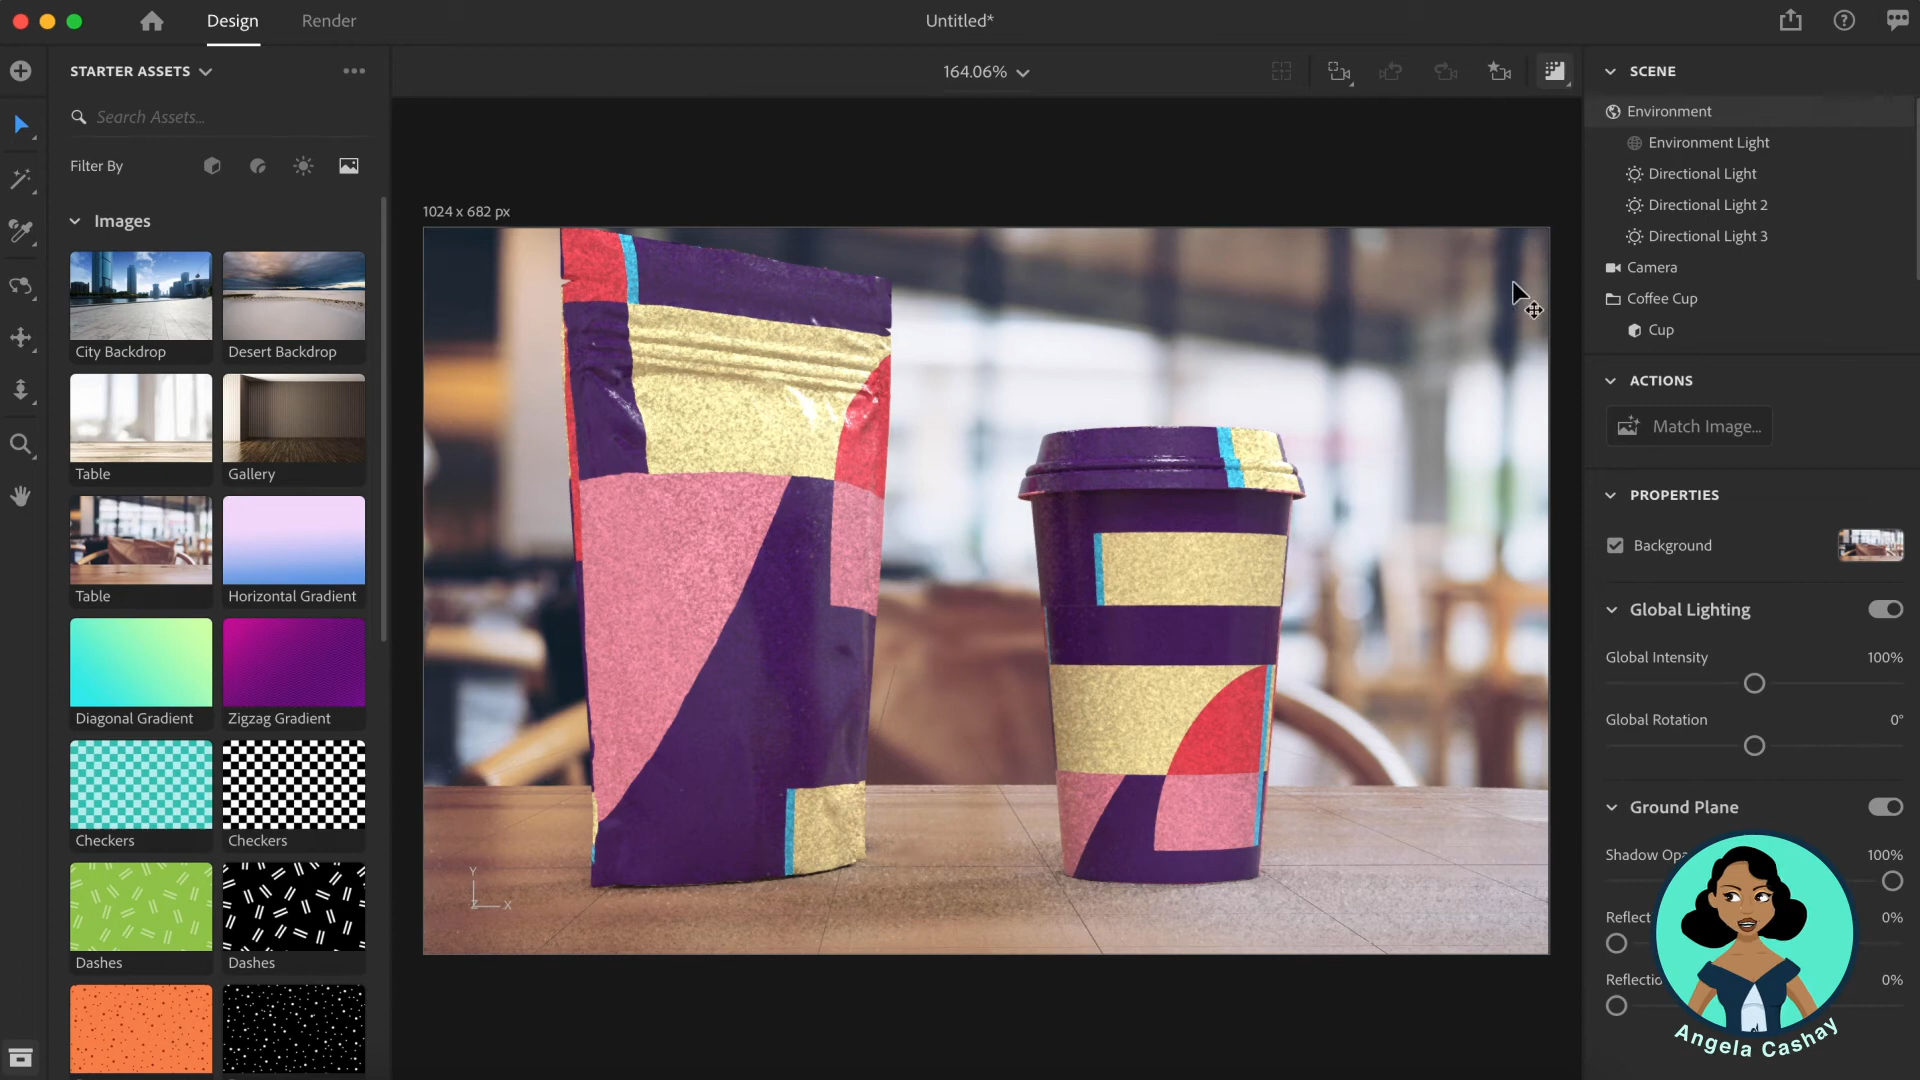 Design
Render
Untitled*
STARTER ASSETS
164.06%
Search Assets...
Filter By
Images
City Backdrop
Desert Backdrop
Table
Gallery
Table
Horizontal Gradient
Diagonal Gradient
Zigzag Gradient
Checkers
Checkers
Dashes
Dashes
1024 x 682 px
Y
Z
X
SCENE
Environment
Environment Light
Directional Light
Directional Light 2
Directional Light 3
Camera
Coffee Cup
Cup
ACTIONS
Match Image...
PROPERTIES
Background
Global Lighting
Global Intensity 100%
Global Rotation 0°
Ground Plane
Shadow Opa 100%
Reflect 0%
Reflectio 0%
Angela Cashay